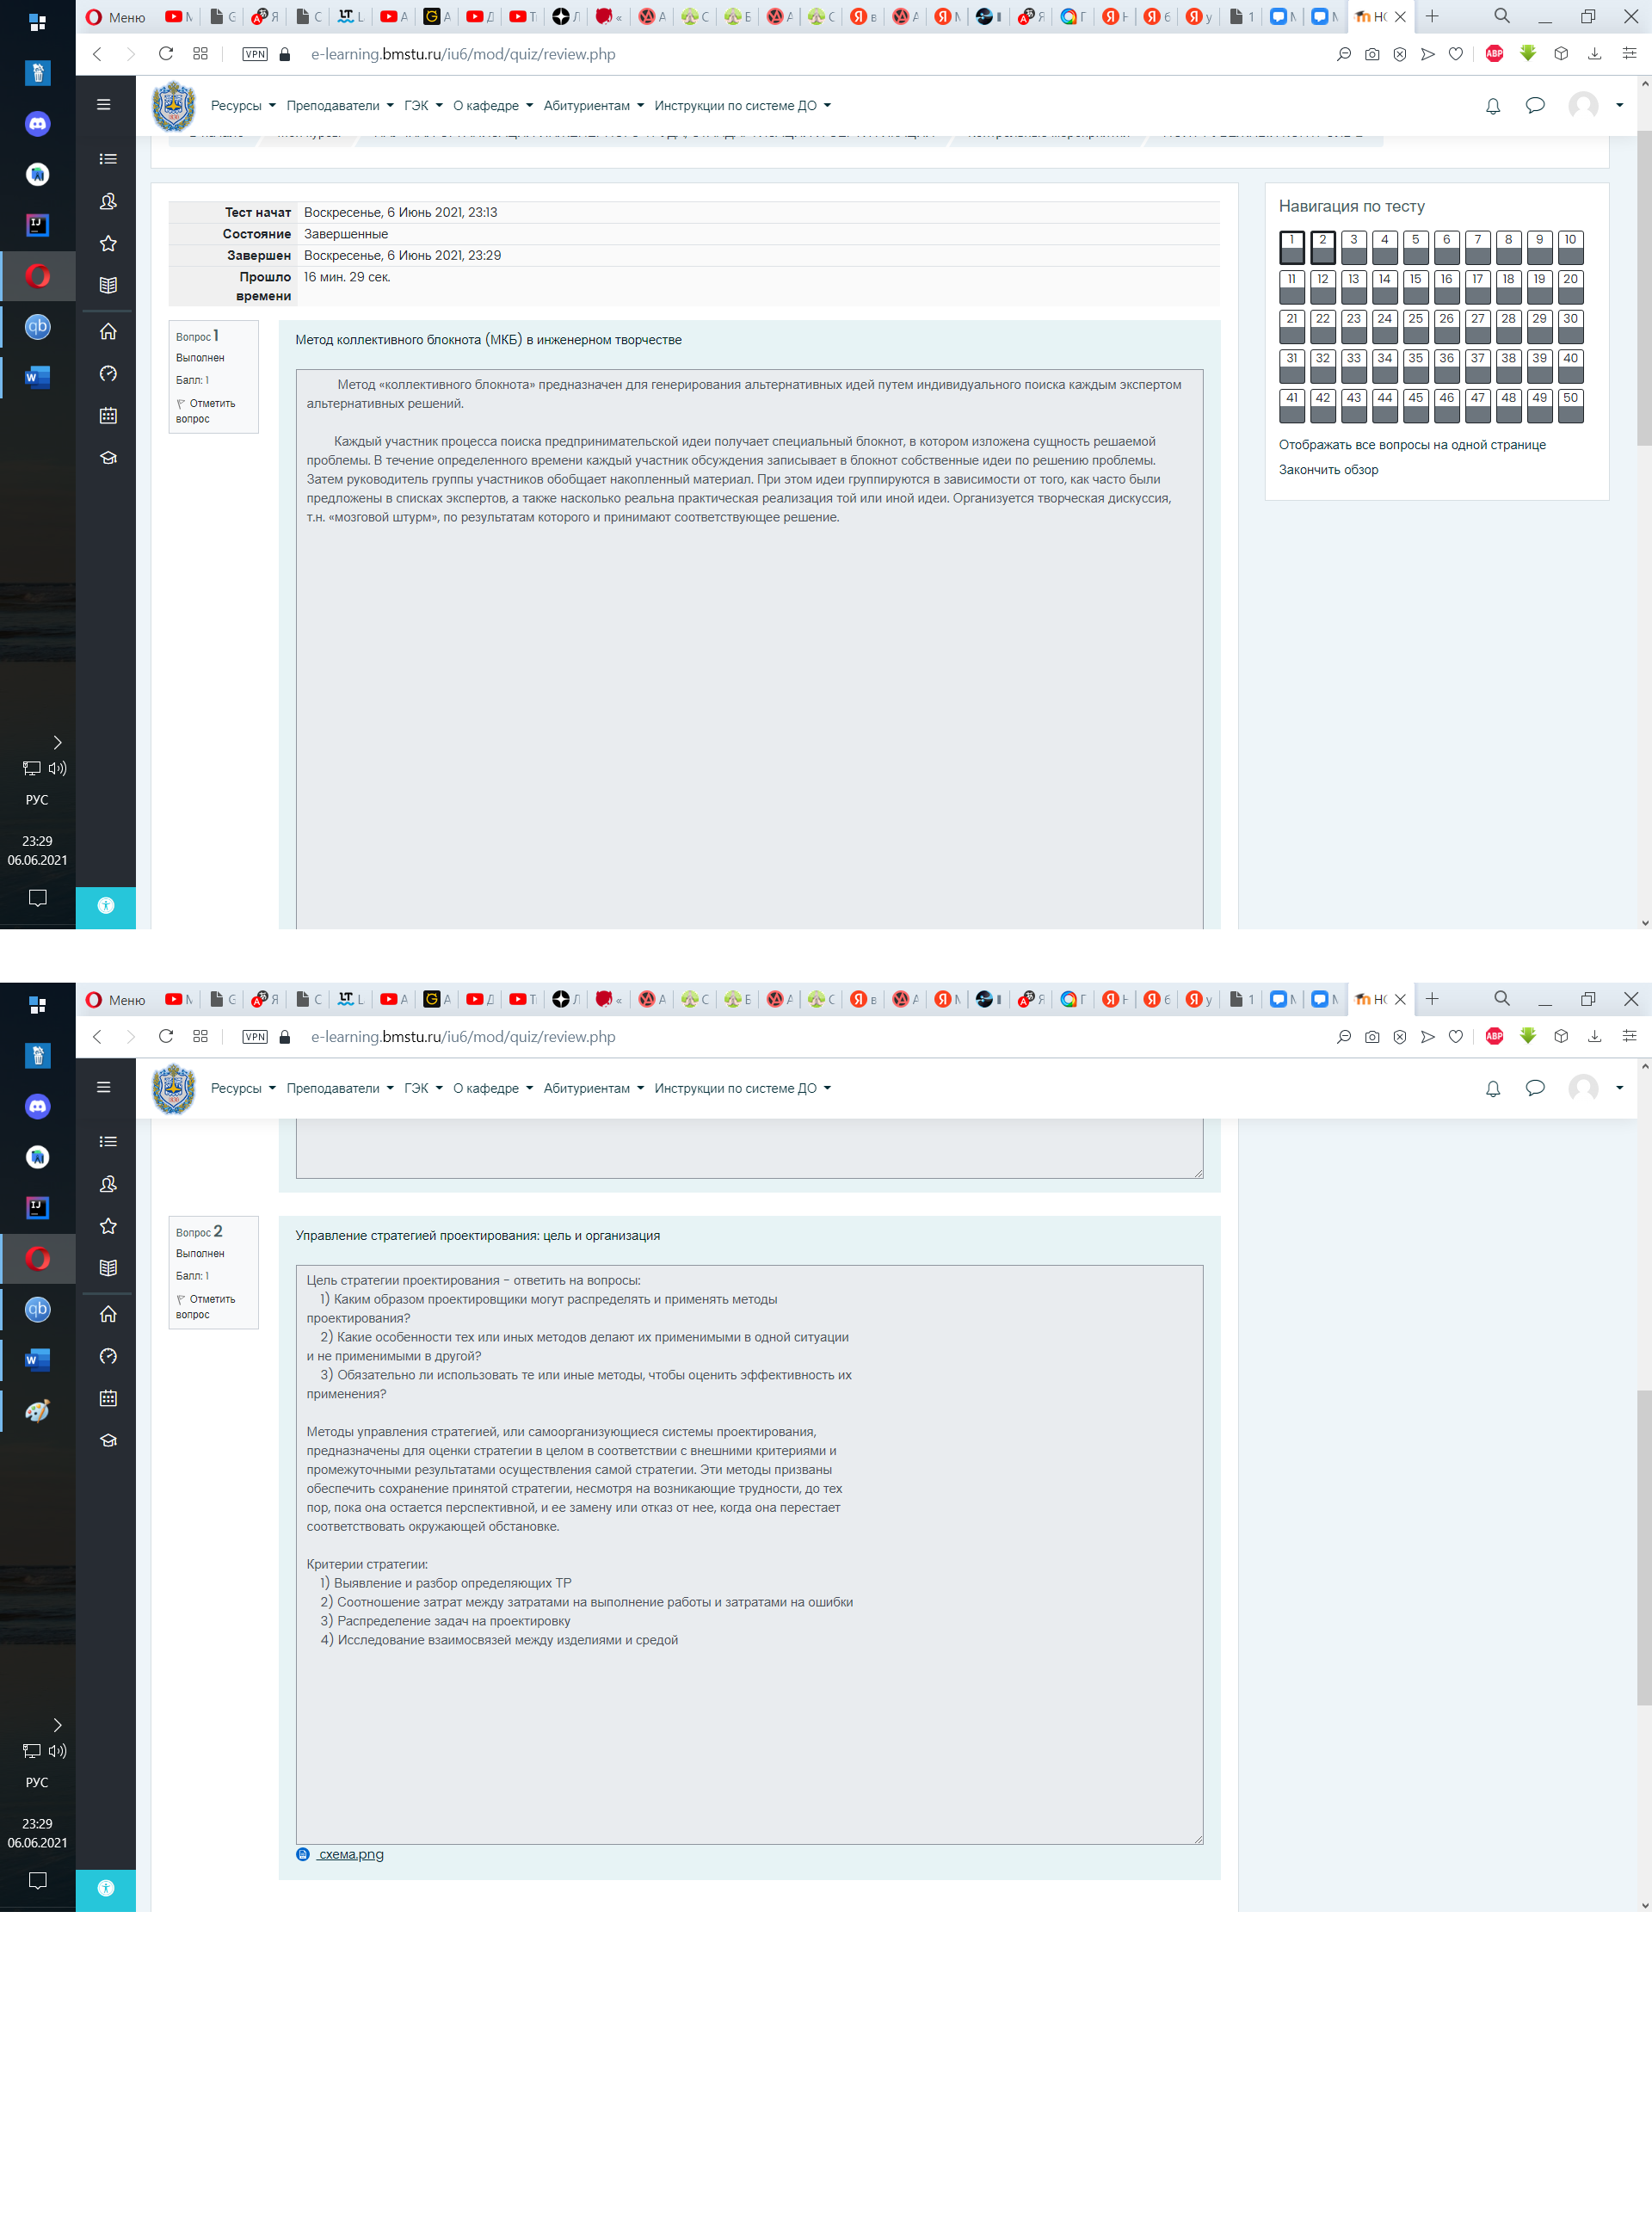 Меню
e-learning.bmstu.ru/iu6/mod/quiz/review.php
VPN
ABP
Ресурсы Преподаватели ГЭК О кафедре Абитуриентам Инструкции по системе ДО
Тест начат Воскресенье, 6 Июнь 2021, 23:13
Состояние Завершенные
Завершен Воскресенье, 6 Июнь 2021, 23:29
Прошло времени 16 мин. 29 сек.
Навигация по тесту
1 2 3 4 5 6 7 8 9 10
11 12 13 14 15 16 17 18 19 20
21 22 23 24 25 26 27 28 29 30
31 32 33 34 35 36 37 38 39 40
41 42 43 44 45 46 47 48 49 50
Отображать все вопросы на одной странице
Закончить обзор
Вопрос 1
Выполнен
Балл: 1
Отметить
вопрос
Метод коллективного блокнота (МКБ) в инженерном творчестве
Метод «коллективного блокнота» предназначен для генерирования альтернативных идей путем индивидуального поиска каждым экспертом
альтернативных решений.
Каждый участник процесса поиска предпринимательской идеи получает специальный блокнот, в котором изложена сущность решаемой
проблемы. В течение определенного времени каждый участник обсуждения записывает в блокнот собственные идеи по решению проблемы.
Затем руководитель группы участников обобщает накопленный материал. При этом идеи группируются в зависимости от того, как часто были
предложены в списках экспертов, а также насколько реальна практическая реализация той или иной идеи. Организуется творческая дискуссия,
т.н. «мозговой штурм», по результатам которого и принимают соответствующее решение.
РУС
23:29
06.06.2021
Меню
e-learning.bmstu.ru/iu6/mod/quiz/review.php
VPN
ABP
Ресурсы Преподаватели ГЭК О кафедре Абитуриентам Инструкции по системе ДО
Вопрос 2
Выполнен
Балл: 1
Отметить
вопрос
Управление стратегией проектирования: цель и организация
Цель стратегии проектирования - ответить на вопросы:
1) Каким образом проектировщики могут распределять и применять методы
проектирования?
2) Какие особенности тех или иных методов делают их применимыми в одной ситуации
и не применимыми в другой?
3) Обязательно ли использовать те или иные методы, чтобы оценить эффективность их
применения?
Методы управления стратегией, или самоорганизующиеся системы проектирования,
предназначены для оценки стратегии в целом в соответствии с внешними критериями и
промежуточными результатами осуществления самой стратегии. Эти методы призваны
обеспечить сохранение принятой стратегии, несмотря на возникающие трудности, до тех
пор, пока она остается перспективной, и ее замену или отказ от нее, когда она перестает
соответствовать окружающей обстановке.
Критерии стратегии:
1) Выявление и разбор определяющих ТР
2) Соотношение затрат между затратами на выполнение работы и затратами на ошибки
3) Распределение задач на проектировку
4) Исследование взаимосвязей между изделиями и средой
схема.png
РУС
23:29
06.06.2021